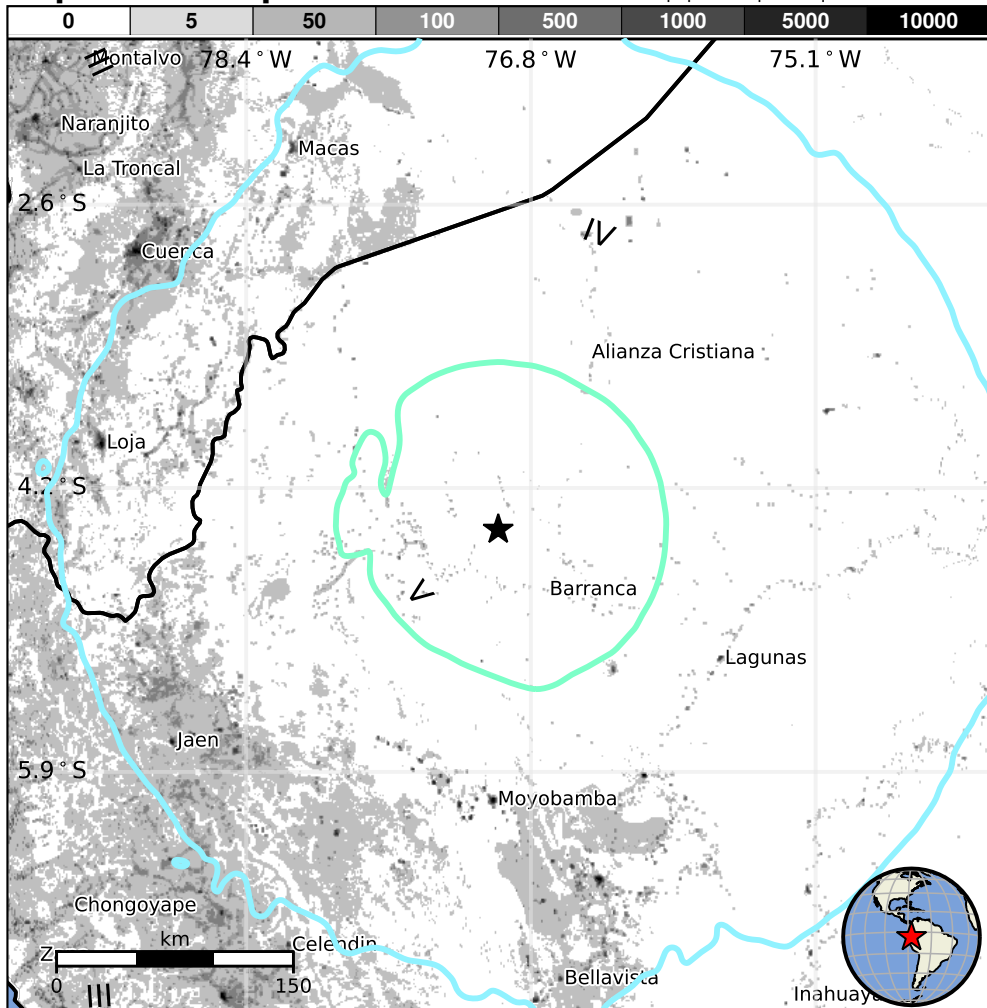 0 5 50 100 500 1000 5000 10000
Montalvo 78.4°W 76.8°W 75.1°W
III
Naranjito
Macas
La Troncal
2.6°S
IV
Cuenca
Alianza Cristiana
Loja
4.2°S
V
Barranca
Lagunas
Jaen
5.9°S
Moyobamba
Chongoyape
km
Celendin
0 150
Bellavista
III